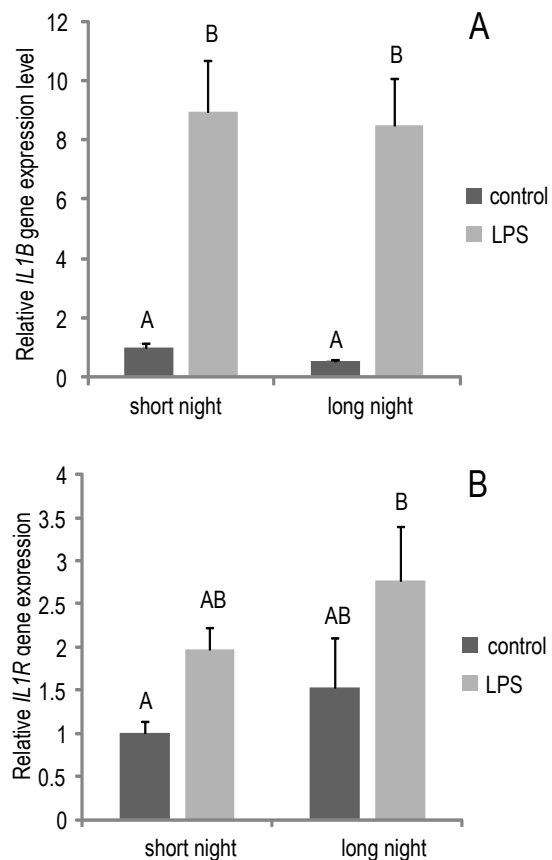 A
12
10
8
6
4
2
0
Relative IL1B gene expression level
B
B
A
A
control
LPS
short night
long night
B
4
3.5
3
2.5
2
1.5
1
0.5
0
Relative IL1R gene expression
B
AB
AB
A
control
LPS
short night
long night